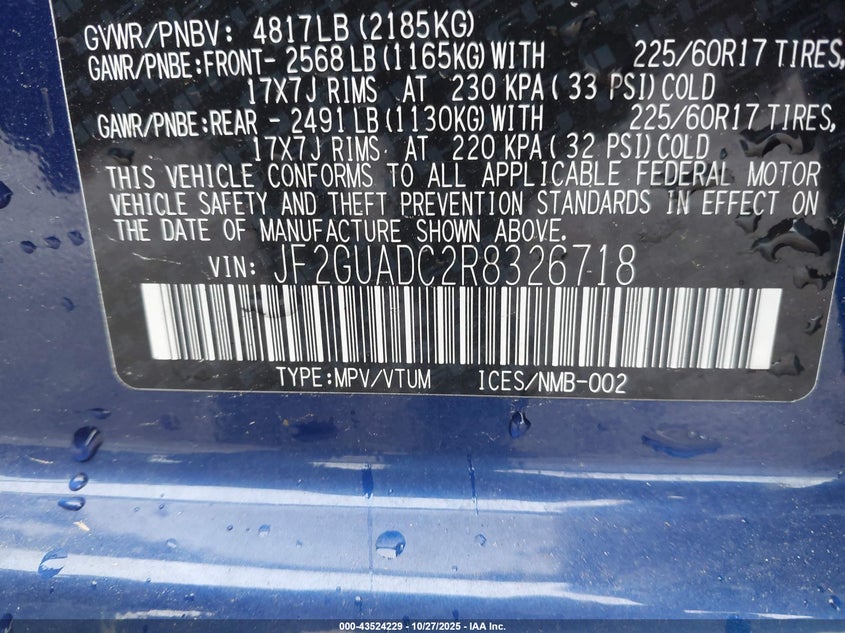 GVWR/PNBV: 4817LB (2185KG)
GAWR/PNBE:FRONT- 2568 LB (1165KG) WITH 225/60R17 TIRES,
17X7J RIMS AT 230 KPA ( 33 PSI) COLD
GAWR/PNBE:REAR - 2491 LB (1130KG) WITH 225/60R17 TIRES,
17X7J RIMS AT 220 KPA ( 32 PSI) COLD
THIS VEHICLE CONFORMS TO ALL APPLICABLE FEDERAL MOTOR
VEHICLE SAFETY AND THEFT PREVENTION STANDARDS IN EFFECT ON
THE DATE OF MANUFACTURE SHOWN ABOVE.
VIN: JF2GUADC2R8326718
TYPE:MPV/VTUM ICES/NMB-002
000-43524229 - 10/27/2025 - IAA Inc.